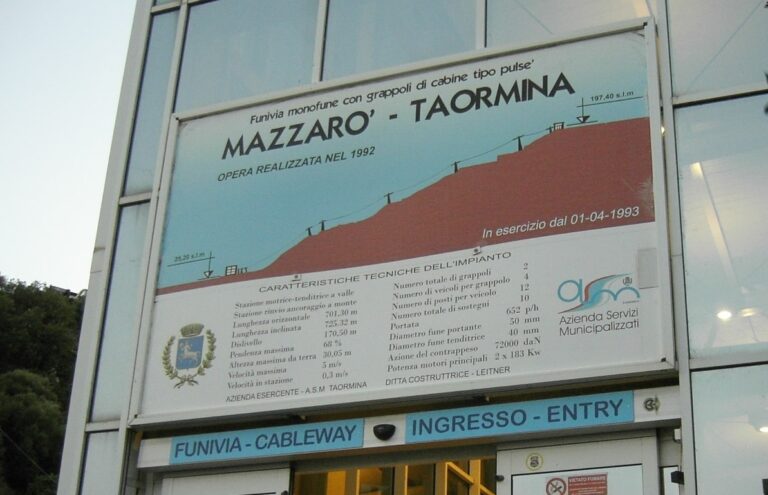 Funivia monofune con grappoli di cabine tipo pulse'
MAZZARO' - TAORMINA
OPERA REALIZZATA NEL 1992
197,40 s.l.m
25,20 s.l.m
In esercizio dal 01-04-1993
CARATTERISTICHE TECNICHE DELL'IMPIANTO
Stazione motrice-tenditrice a valle
Stazione rinvio ancoraggio a monte
Lunghezza orizzontale 701,30 m
Lunghezza inclinata 725,32 m
Dislivello 170,50 m
Pendenza massima 68 %
Altezza massima da terra 30,05 m
Velocità massima 5 m/s
Velocità in stazione 0,3 m/s
Numero totale di grappoli 2
Numero di veicoli per grappolo 4
Numero di posti per veicolo 12
Numero totale di sostegni 10
Portata 652 p/h
Diametro fune portante 50 mm
Diametro fune tenditrice 40 mm
Azione del contrappeso 72000 daN
Potenza motori principali 2 x 183 Kw
AZIENDA ESERCENTE - A.S.M TAORMINA
DITTA COSTRUTTRICE - LEITNER
asm
Azienda Servizi
Municipalizzati
FUNIVIA - CABLEWAY
INGRESSO - ENTRY
VIETATO FUMARE